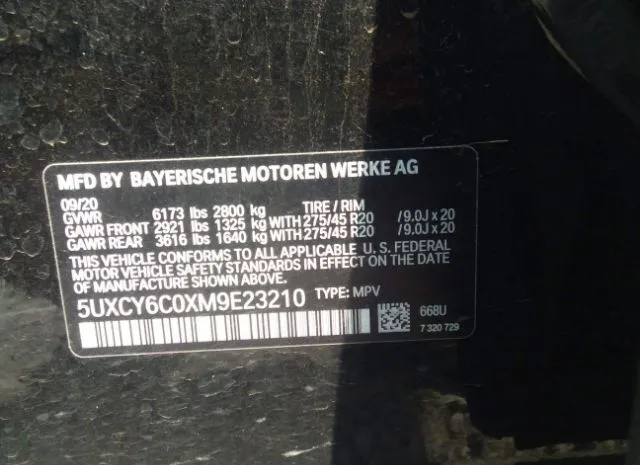 MFD BY BAYERISCHE MOTOREN WERKE AG
09/20 TIRE / RIM
GVWR 6173 lbs 2800 kg
GAWR FRONT 2921 lbs 1325 kg WITH 275/45 R20 /9.0J x 20
GAWR REAR 3616 lbs 1640 kg WITH 275/45 R20 /9.0J x 20
THIS VEHICLE CONFORMS TO ALL APPLICABLE U. S. FEDERAL
MOTOR VEHICLE SAFETY STANDARDS IN EFFECT ON THE DATE
OF MANUFACTURE SHOWN ABOVE.
5UXCY6C0XM9E23210 TYPE: MPV
668U
7 320 729